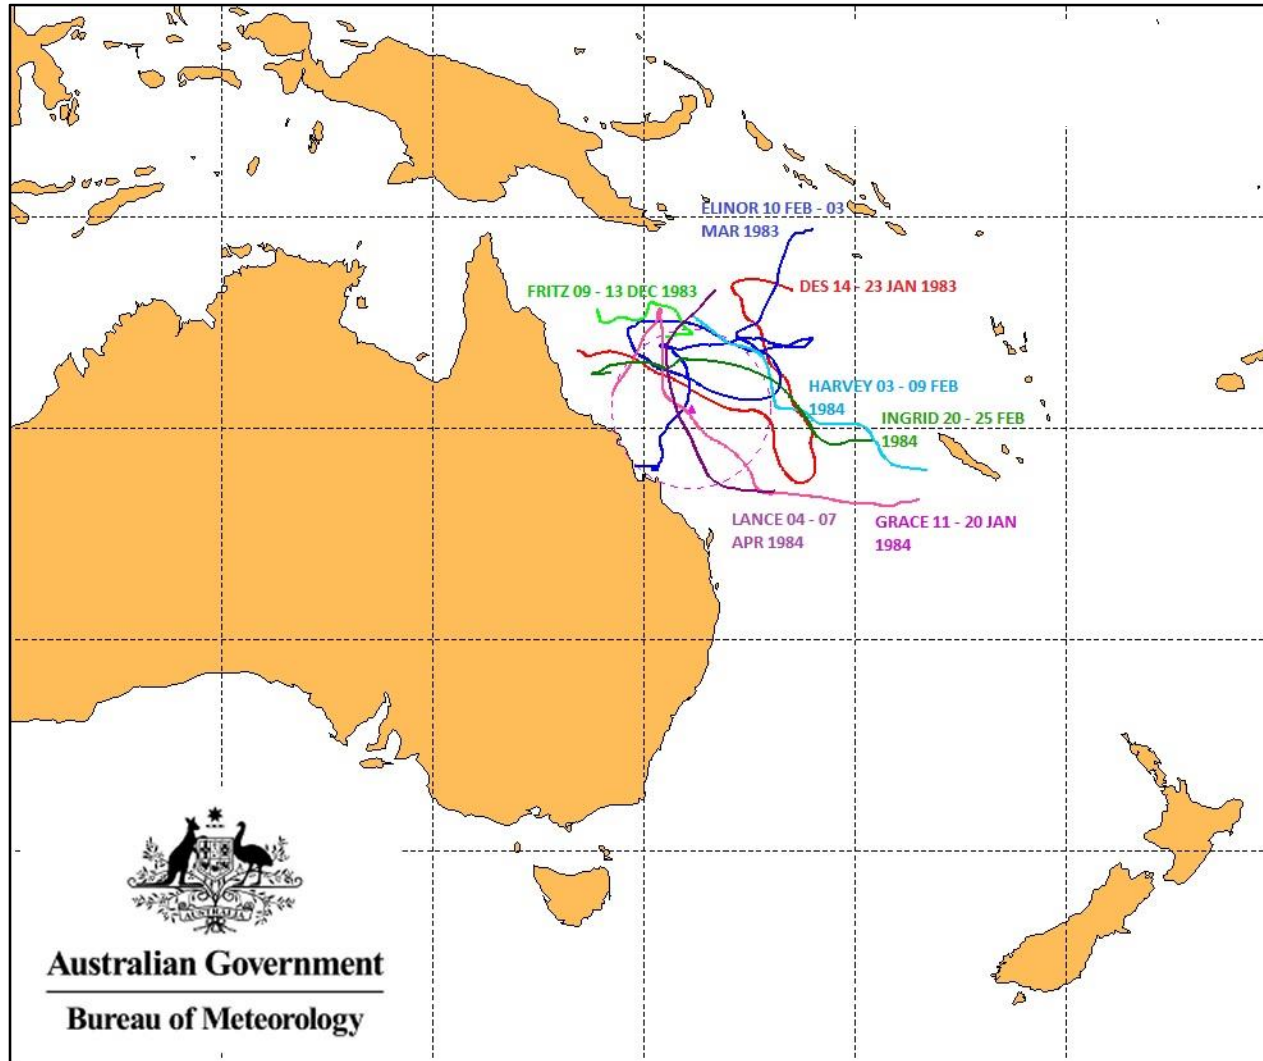 ELINOR 10 FEB - 03
MAR 1983
DES 14 - 23 JAN 1983
FRITZ 09 - 13 DEC 1983
HARVEY 03 - 09 FEB
1984
INGRID 20 - 25 FEB
1984
LANCE 04 - 07
APR 1984
GRACE 11 - 20 JAN
1984
AUSTRALIA
Australian Government
Bureau of Meteorology